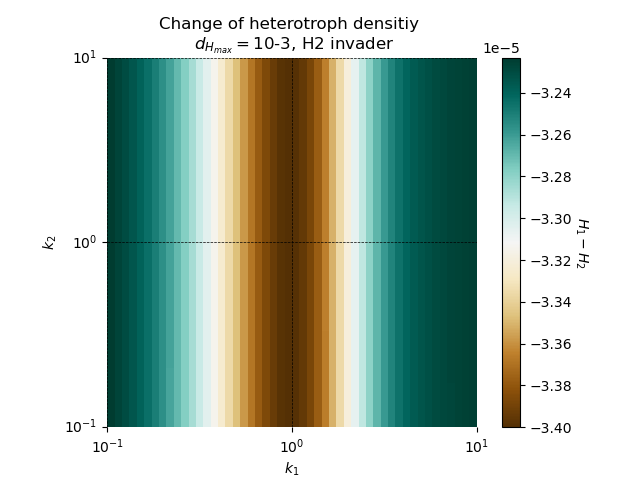 Change of heterotroph densitiy
$d_{H_{max}} = $10-3, H2 invader
1e−5
$10^1$
$10^0$
$10^{-1}$
$k_2$
$10^{-1}$
$10^0$
$10^1$
$k_1$
−3.24
−3.26
−3.28
−3.30
−3.32
−3.34
−3.36
−3.38
−3.40
$H_1 - H_2$